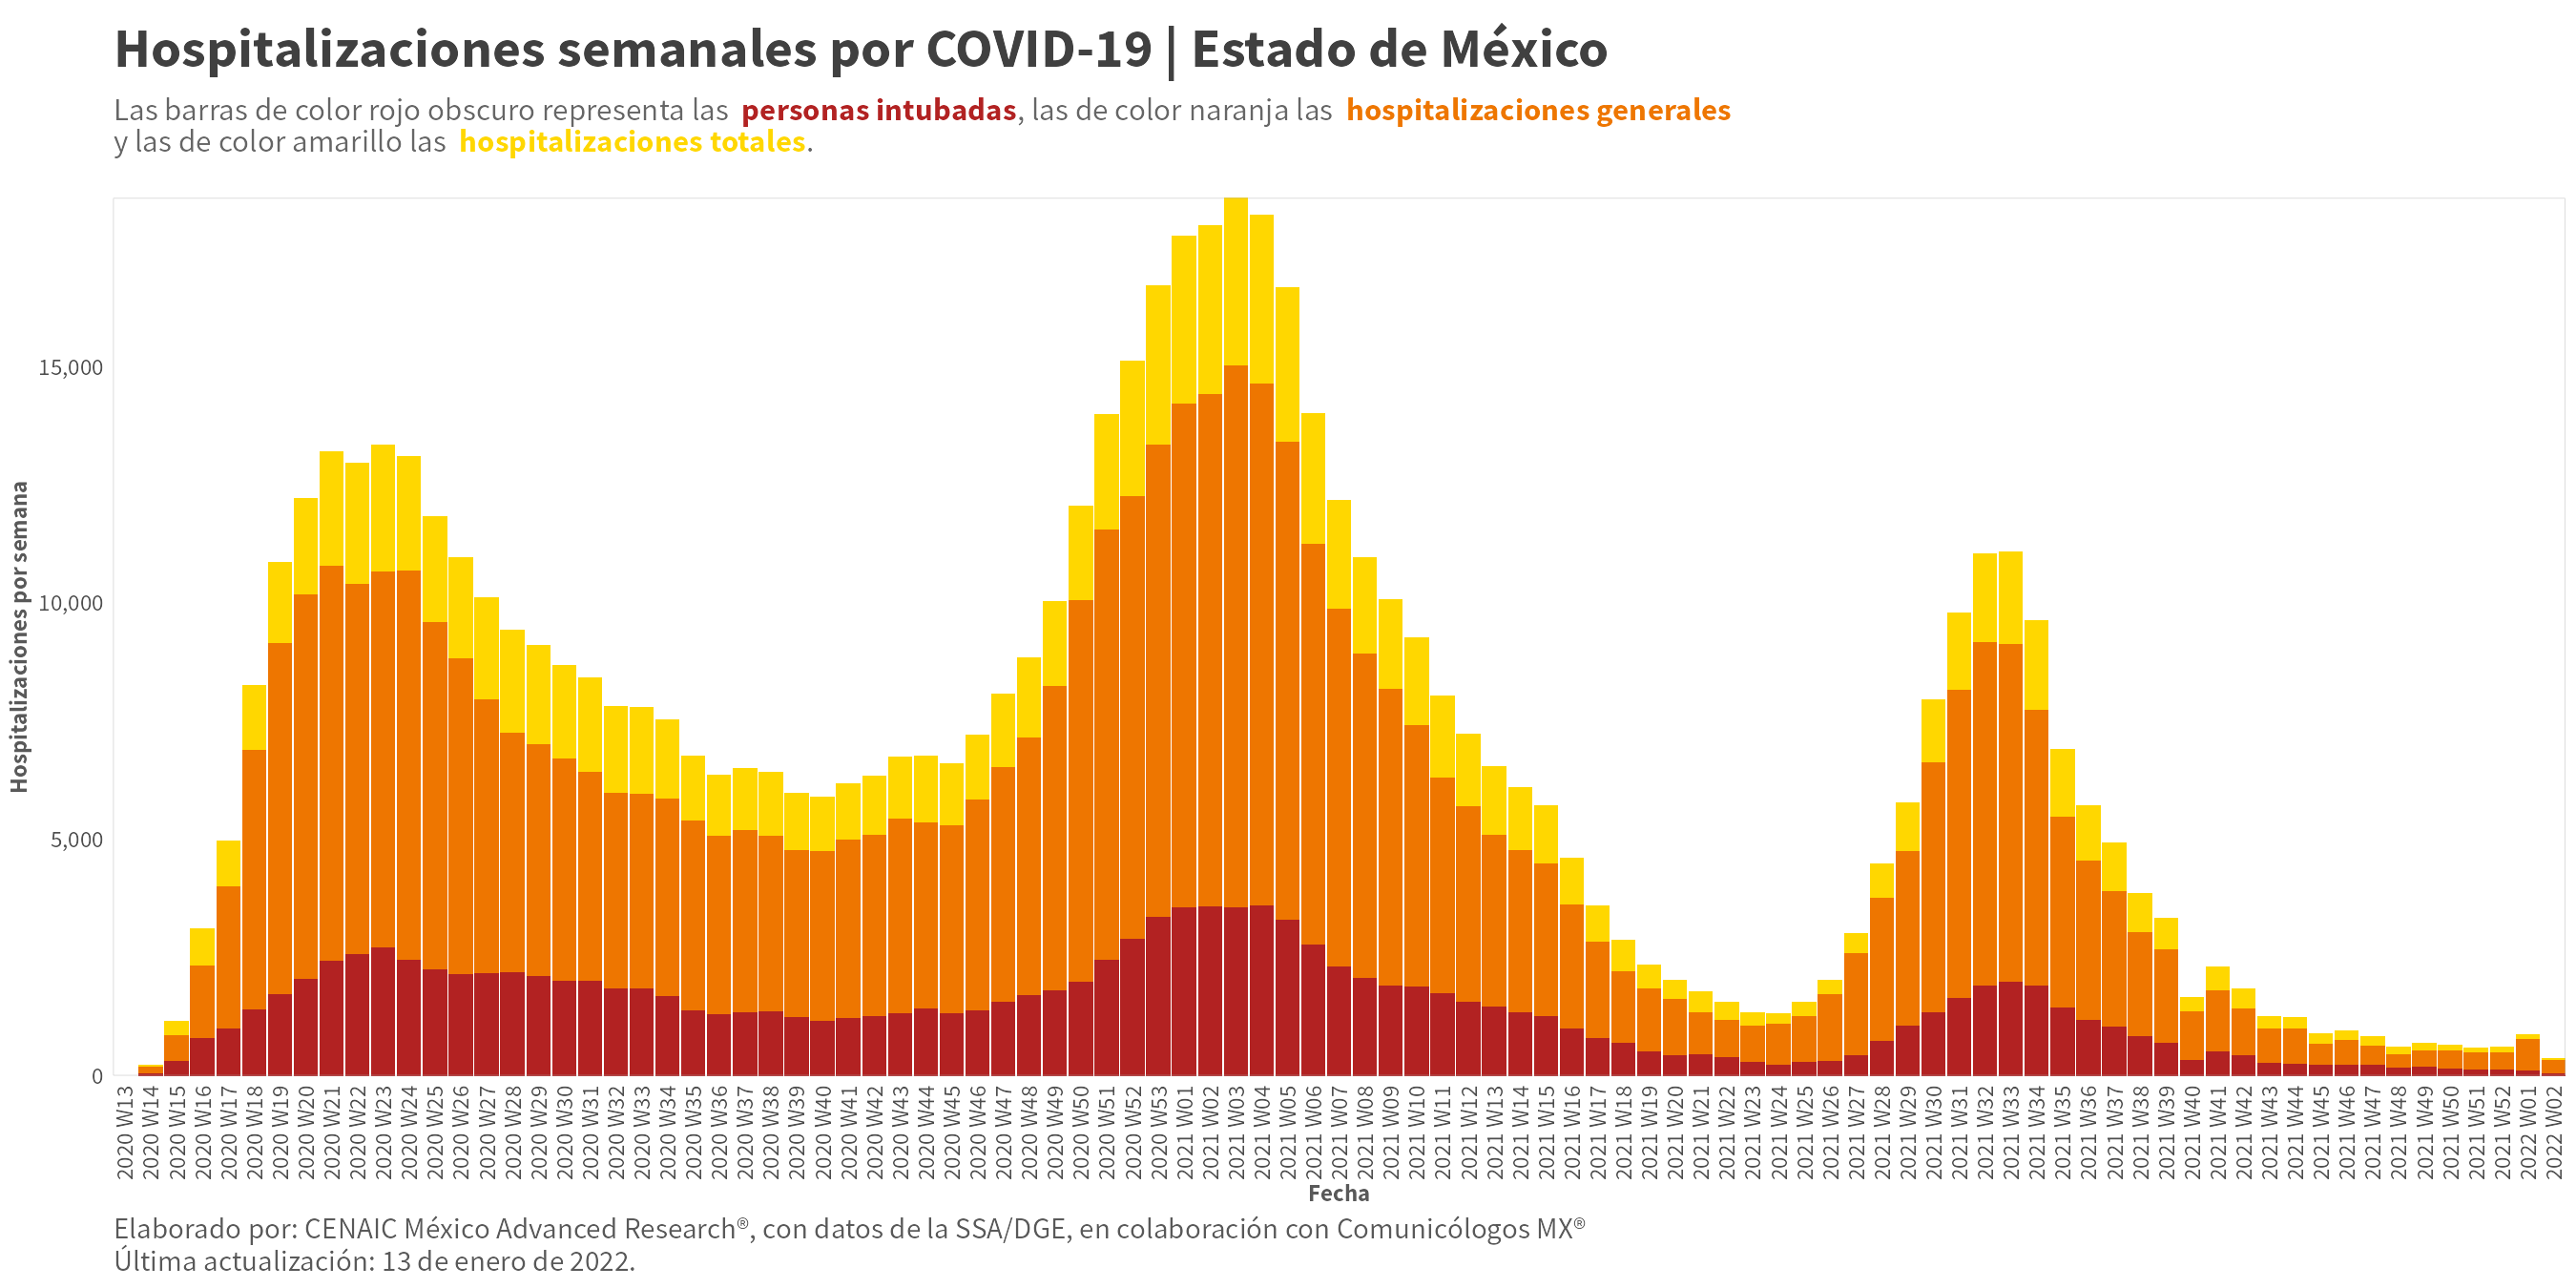 Hospitalizaciones semanales por COVID-19 | Estado de México
Las barras de color rojo obscuro representa las personas intubadas, las de color naranja las hospitalizaciones generales
y las de color amarillo las hospitalizaciones totales.
Hospitalizaciones por semana
15,000
10,000
5,000
0
2020 W13
2020 W14
2020 W15
2020 W16
2020 W17
2020 W18
2020 W19
2020 W20
2020 W21
2020 W22
2020 W23
2020 W24
2020 W25
2020 W26
2020 W27
2020 W28
2020 W29
2020 W30
2020 W31
2020 W32
2020 W33
2020 W34
2020 W35
2020 W36
2020 W37
2020 W38
2020 W39
2020 W40
2020 W41
2020 W42
2020 W43
2020 W44
2020 W45
2020 W46
2020 W47
2020 W48
2020 W49
2020 W50
2020 W51
2020 W52
2020 W53
2021 W01
2021 W02
2021 W03
2021 W04
2021 W05
2021 W06
2021 W07
2021 W08
2021 W09
2021 W10
2021 W11
2021 W12
2021 W13
2021 W14
2021 W15
2021 W16
2021 W17
2021 W18
2021 W19
2021 W20
2021 W21
2021 W22
2021 W23
2021 W24
2021 W25
2021 W26
2021 W27
2021 W28
2021 W29
2021 W30
2021 W31
2021 W32
2021 W33
2021 W34
2021 W35
2021 W36
2021 W37
2021 W38
2021 W39
2021 W40
2021 W41
2021 W42
2021 W43
2021 W44
2021 W45
2021 W46
2021 W47
2021 W48
2021 W49
2021 W50
2021 W51
2021 W52
2022 W01
2022 W02
Fecha
Elaborado por: CENAIC México Advanced Research®, con datos de la SSA/DGE, en colaboración con Comunicólogos MX®
Última actualización: 13 de enero de 2022.